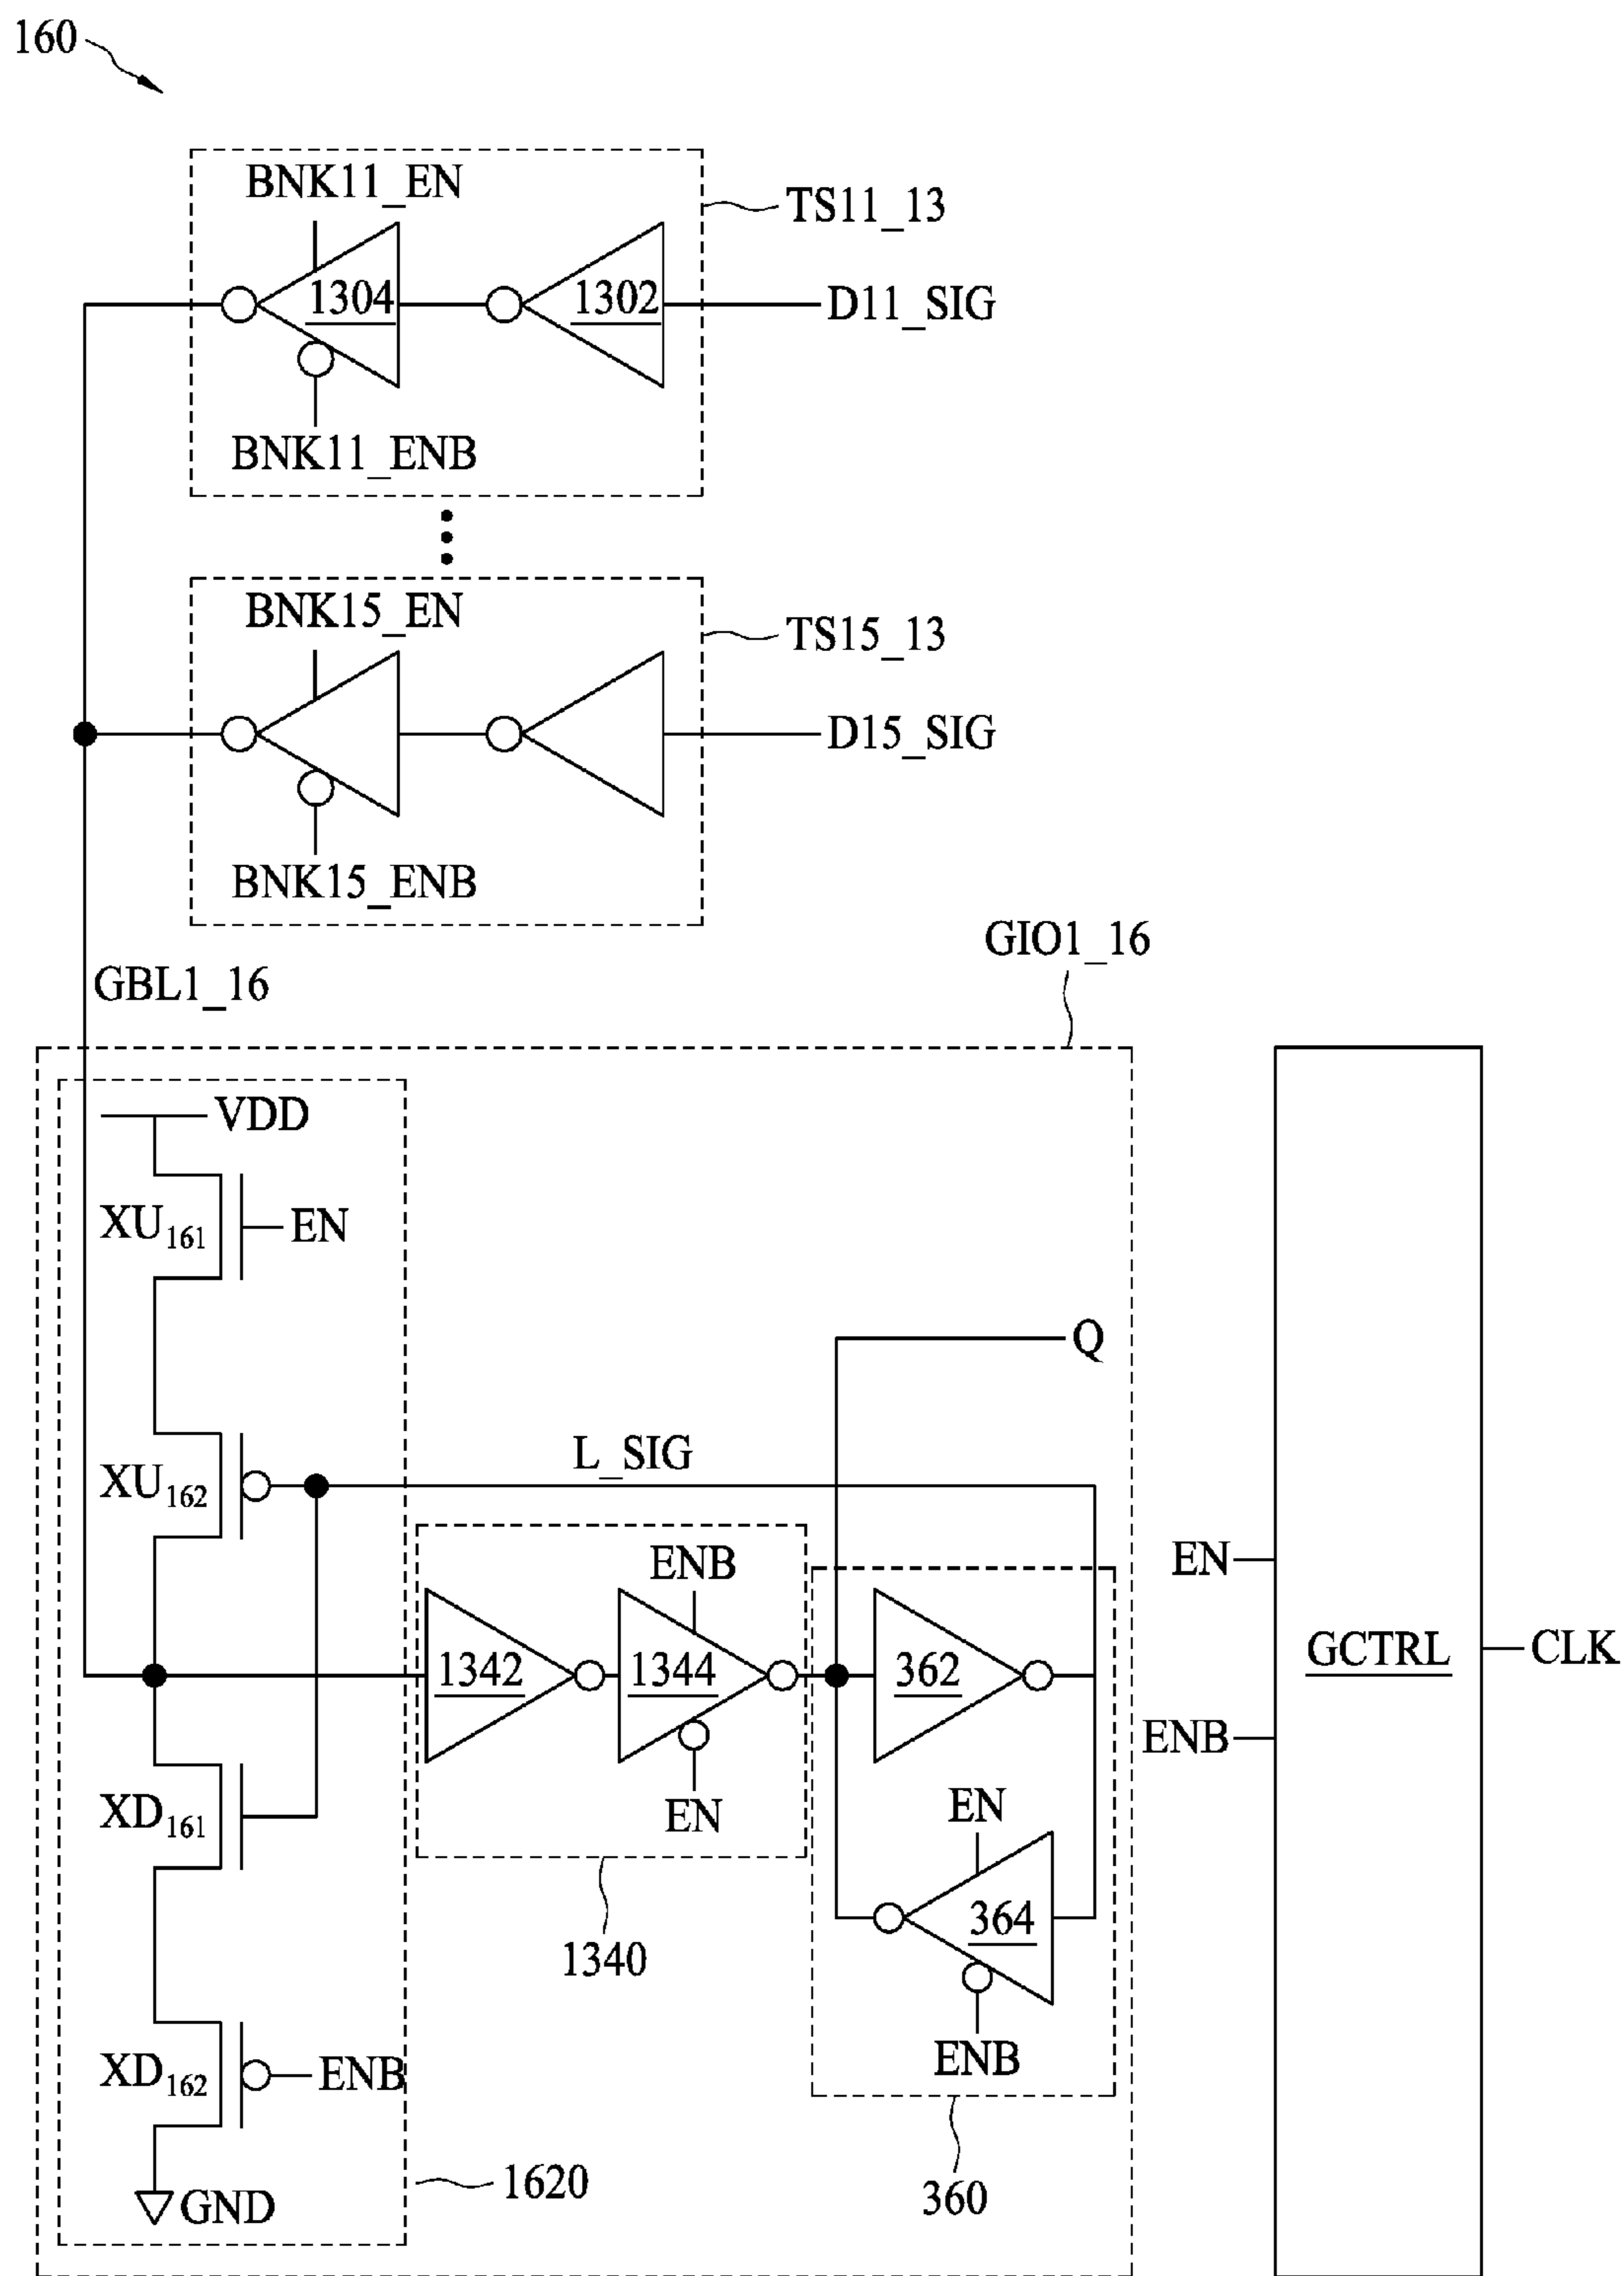 160
BNK11_EN
TS11_13
1304
1302
D11_SIG
BNK11_ENB
BNK15_EN
TS15_13
D15_SIG
BNK15_ENB
GIO1_16
GBL1_16
VDD
XU161
EN
Q
L_SIG
XU162
ENB
EN
1342
1344
362
GCTRL
CLK
ENB
XD161
EN
EN
364
1340
ENB
XD162
ENB
1620
360
GND